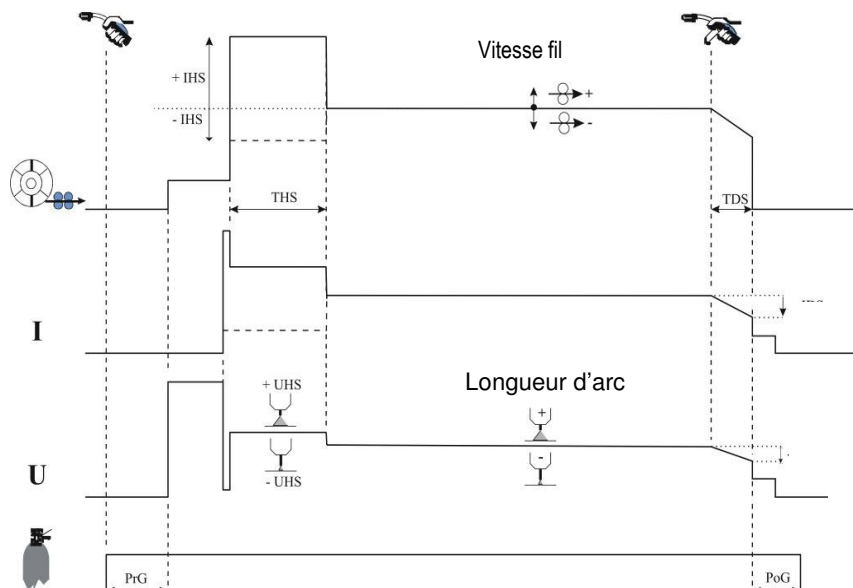 Vitesse fil
+ IHS
+
- IHS
-
THS
TDS
I
Longueur d'arc
+ UHS
+
-
U
- UHS
PrG
PoG